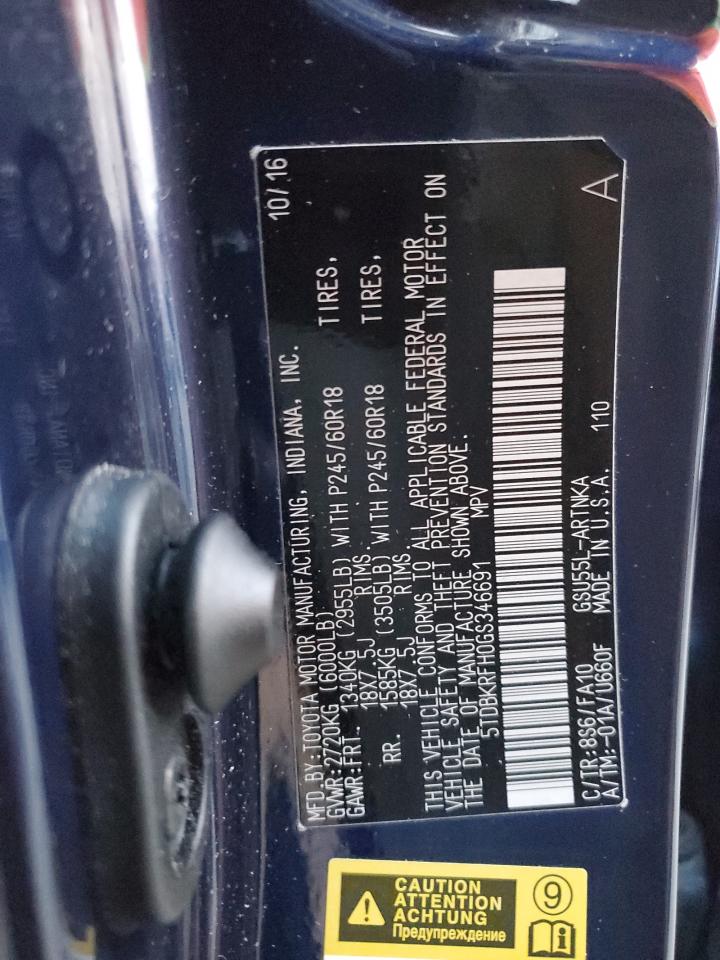 10/16
MFD. BY: TOYOTA MOTOR MANUFACTURING, INDIANA, INC.
GVWR: 2720KG (6000LB)
GAWR: FRT. 1340KG (2955LB) WITH P245/60R18 TIRES,
18X7.5J RIMS.
RR. 1585KG (3505LB) WITH P245/60R18 TIRES,
18X7.5J RIMS
THIS VEHICLE CONFORMS TO ALL APPLICABLE FEDERAL MOTOR
VEHICLE SAFETY AND THEFT PREVENTION STANDARDS IN EFFECT ON
THE DATE OF MANUFACTURE SHOWN ABOVE.
5TDBKRFH0GS346691 MPV
C/TR: 8S6/FA10 GSU55L-ARTNKA
A/TM: -01A/U660F MADE IN U.S.A. 110
A
CAUTION
ATTENTION
ACHTUNG
Предупреждение
9